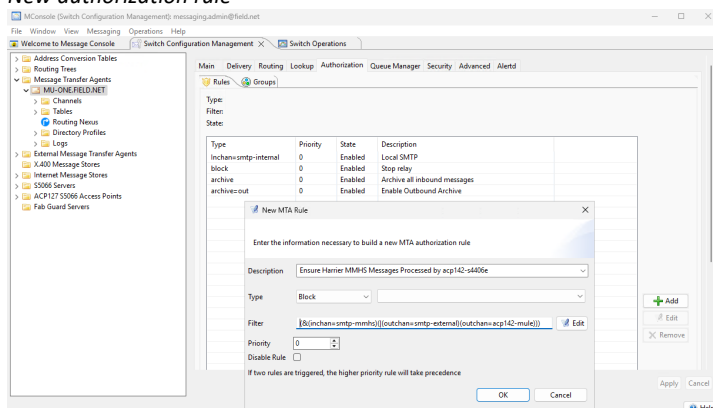 New authorization rule
MConsole (Switch Configuration Management): messaging.admin@field.net
File Window View Messaging Operations Help
Welcome to Message Console Switch Configuration Management Switch Operations
Address Conversion Tables
Routing Trees
Message Transfer Agents
MU-ONE.FIELD.NET
Channels
Tables
Routing Nexus
Directory Profiles
Logs
External Message Transfer Agents
X.400 Message Stores
Internet Message Stores
S5066 Servers
ACP127 S5066 Access Points
Fab Guard Servers
Main Delivery Routing Lookup Authorization Queue Manager Security Advanced Alertd
Rules Groups
Type:
Filter:
State:
Type Priority State Description
Inchan=smtp-internal 0 Enabled Local SMTP
block 0 Enabled Stop relay
archive 0 Enabled Archive all inbound messages
archive=out 0 Enabled Enable Outbound Archive
New MTA Rule
Enter the information necessary to build a new MTA authorization rule
Description Ensure Harrier MMHS Messages Processed by acp142-s4406e
Type Block
Filter (&(inchan=smtp-mmhs)(|(outchan=smtp-external)(outchan=acp142-mule))) Edit
Priority 0
Disable Rule
If two rules are triggered, the higher priority rule will take precedence
OK Cancel
Add
Edit
Remove
Apply Cancel
Help